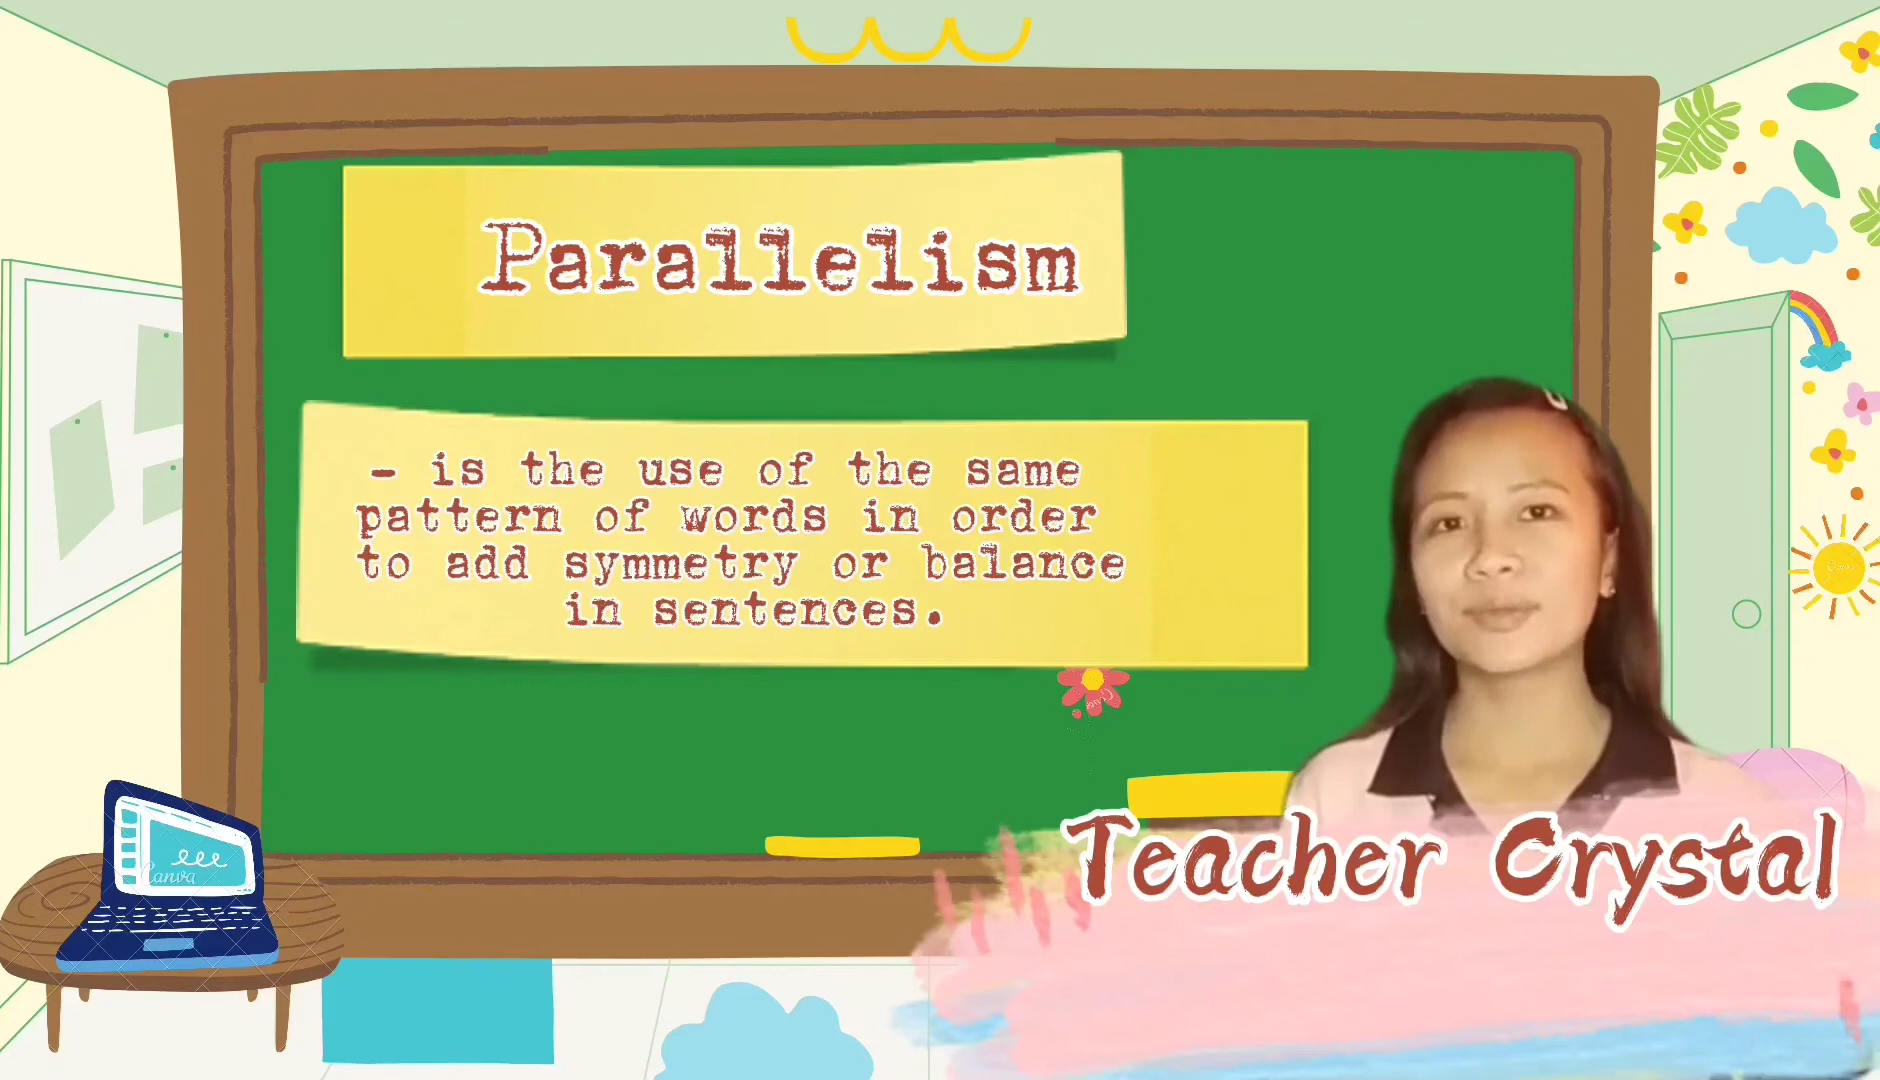 Parallelism
- is the use of the same
pattern of words in order
to add symmetry or balance
in sentences.
Teacher Crystal
Canva